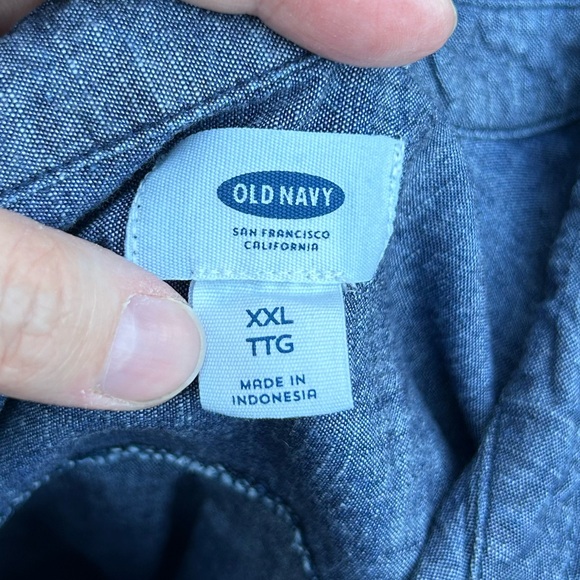 OLD NAVY
SAN FRANCISCO
CALIFORNIA
XXL
TTG
MADE IN
INDONESIA